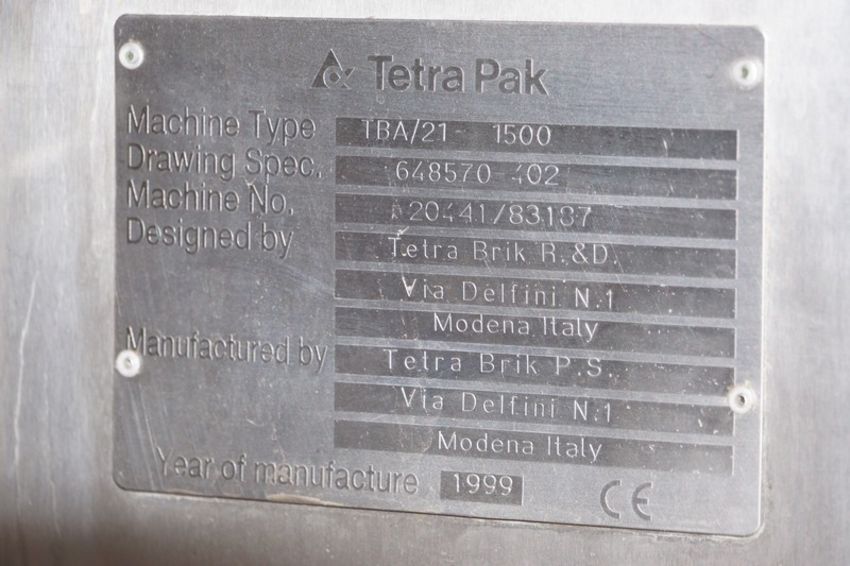 Tetra Pak
Machine Type TBA/21- 1500
Drawing Spec. 648570-402
Machine No. 20441/83187
Designed by Tetra Brik R.&D.
Via Delfini N.1
Modena Italy
Manufactured by Tetra Brik P.S.
Via Delfini N.1
Modena Italy
Year of manufacture 1999 CE